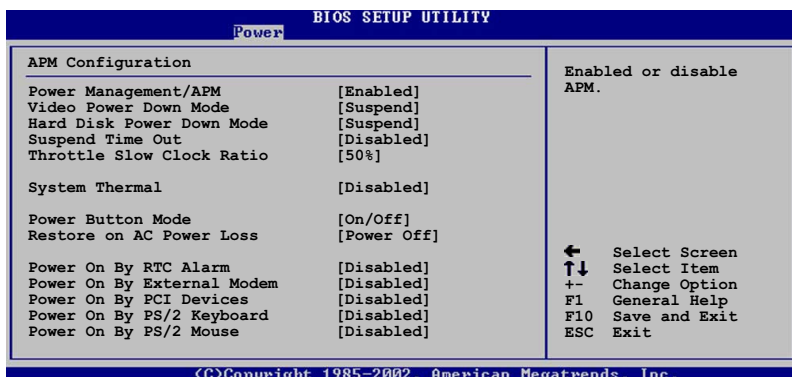 BIOS SETUP UTILITY
Power
APM Configuration
Power Management/APM [Enabled]
Video Power Down Mode [Suspend]
Hard Disk Power Down Mode [Suspend]
Suspend Time Out [Disabled]
Throttle Slow Clock Ratio [50%]
System Thermal [Disabled]
Power Button Mode [On/Off]
Restore on AC Power Loss [Power Off]
Power On By RTC Alarm [Disabled]
Power On By External Modem [Disabled]
Power On By PCI Devices [Disabled]
Power On By PS/2 Keyboard [Disabled]
Power On By PS/2 Mouse [Disabled]
Enabled or disable
APM.
← Select Screen
↑↓ Select Item
+- Change Option
F1 General Help
F10 Save and Exit
ESC Exit
(C)Copyright 1985-2002, American Megatrends, Inc.